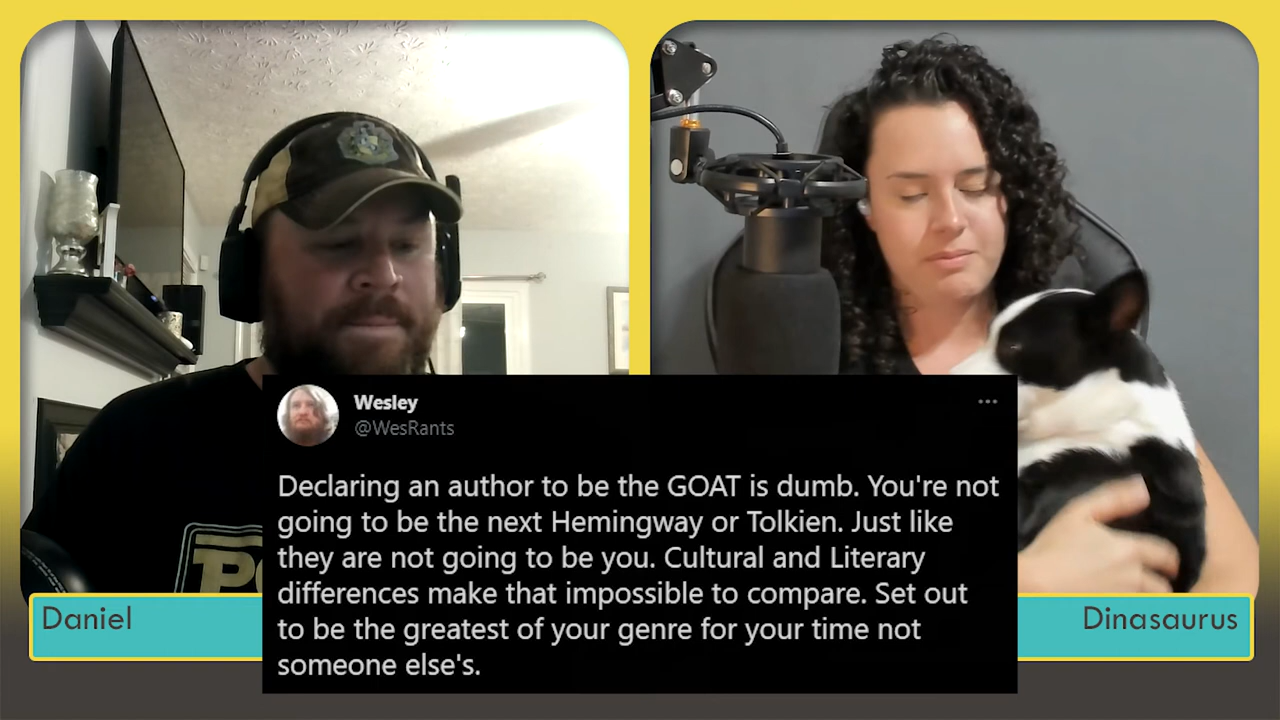 Wesley
@WesRants
Declaring an author to be the GOAT is dumb. You're not
going to be the next Hemingway or Tolkien. Just like
they are not going to be you. Cultural and Literary
differences make that impossible to compare. Set out
to be the greatest of your genre for your time not
someone else's.
Daniel
Dinasaurus